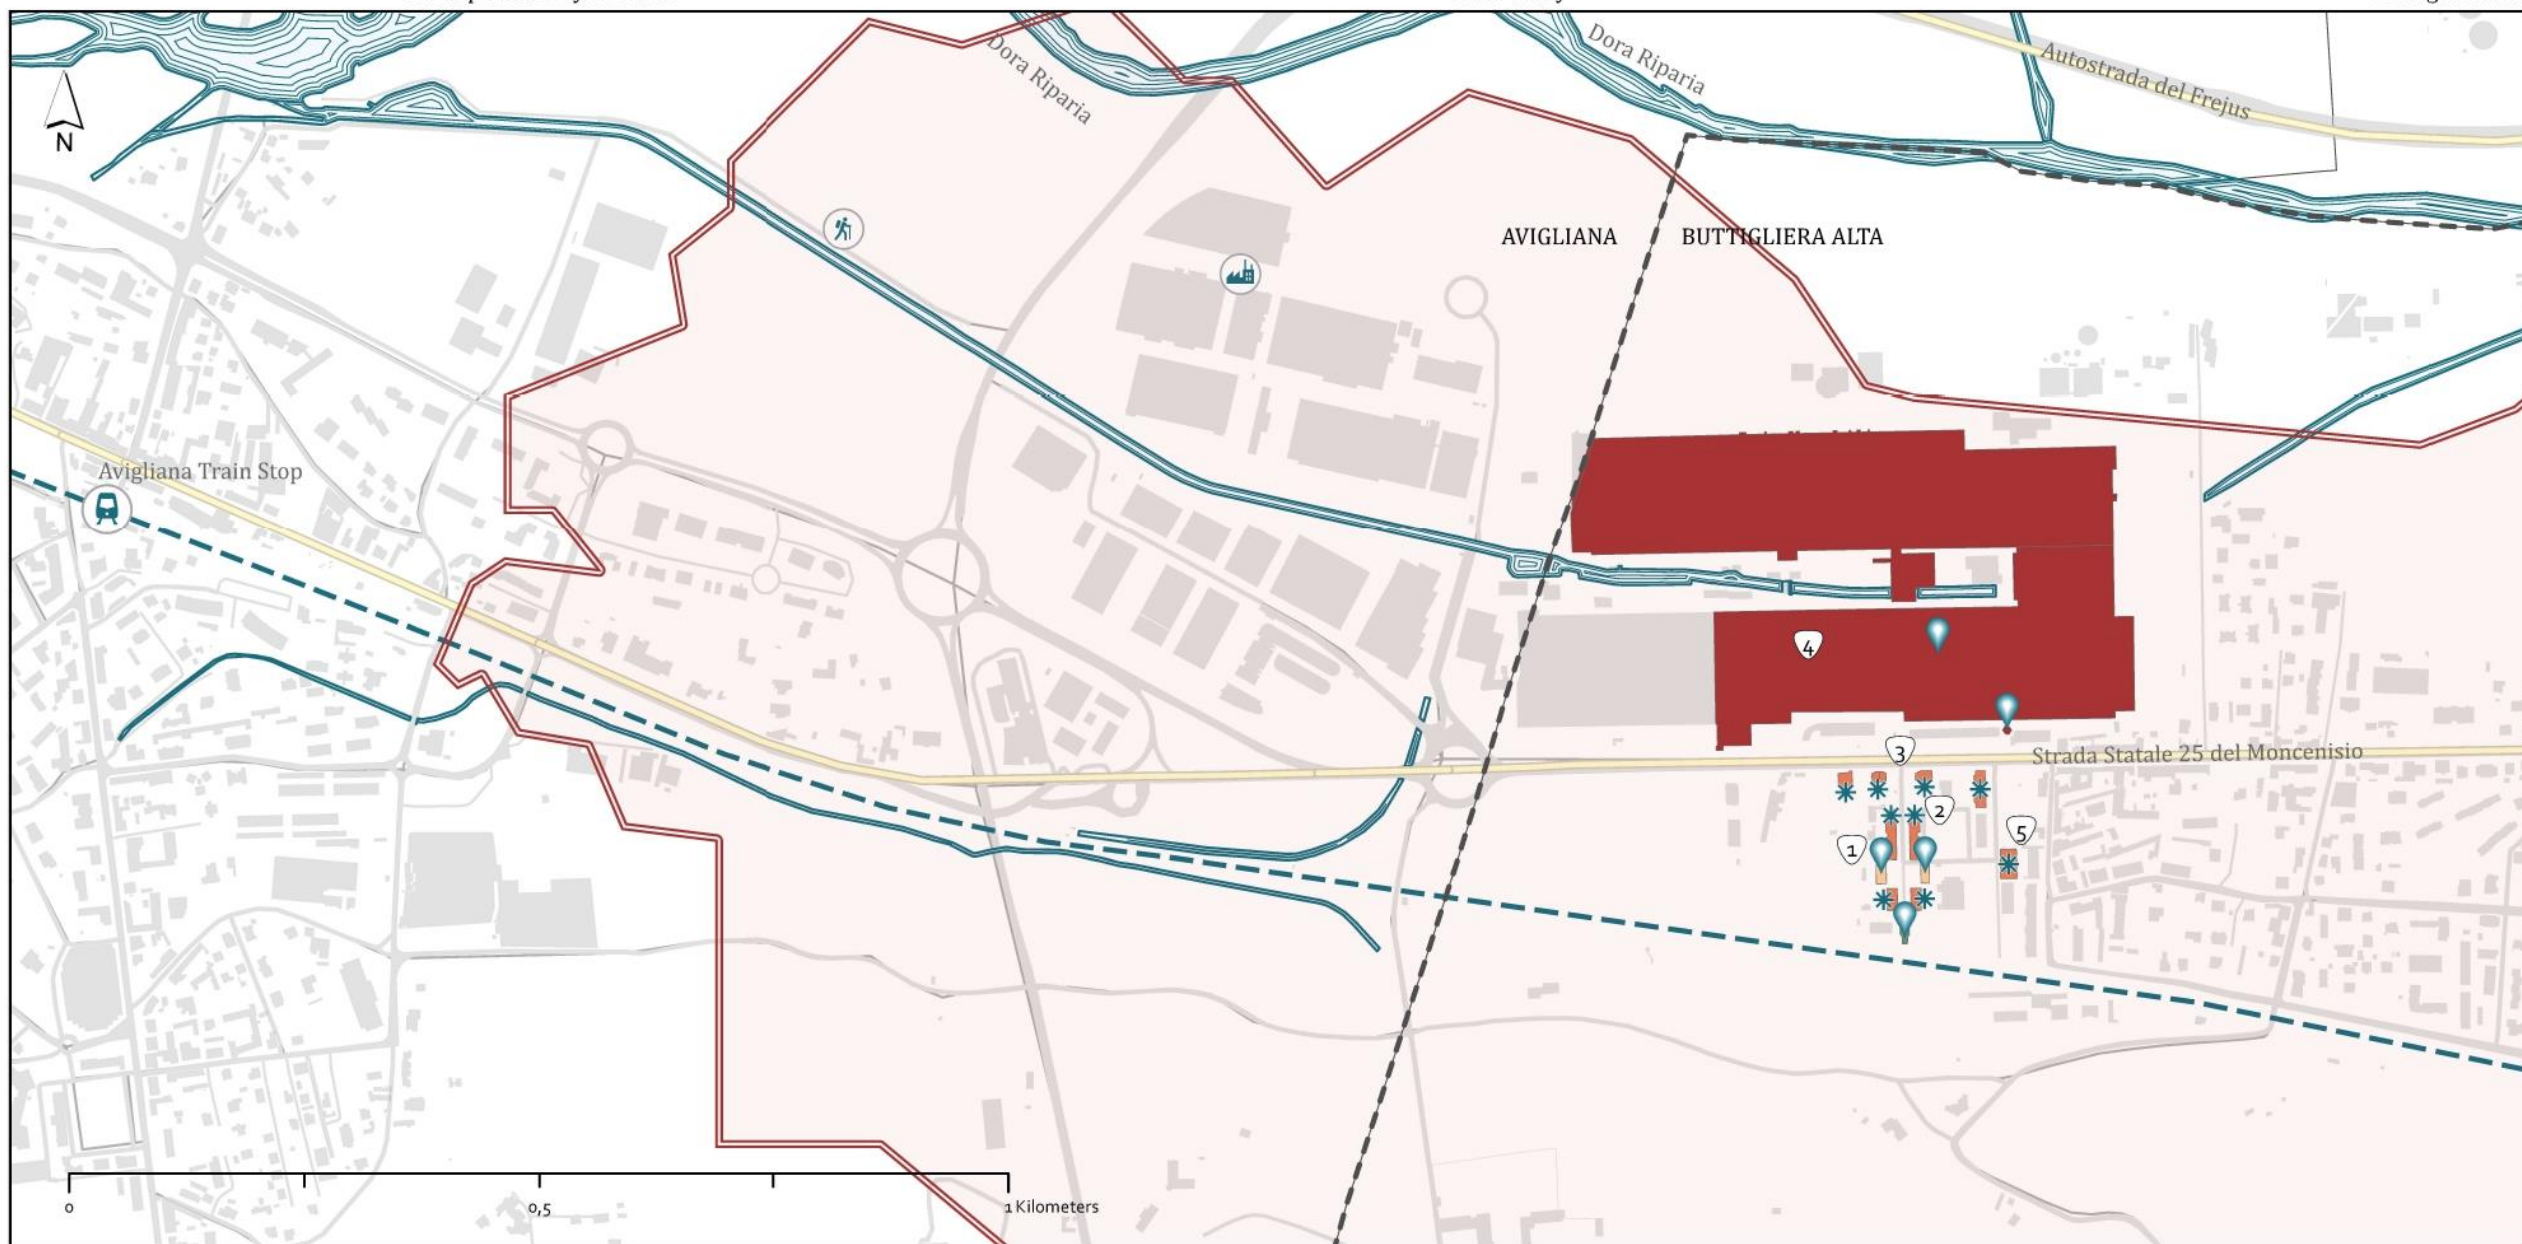 Dora Riparia
Dora Riparia
Autostrada del Frejus
N
AVIGLIANA
BUTTIGLIERA ALTA
Avigliana Train Stop
4
3
Strada Statale 25 del Moncenisio
2
5
1
0
0,5
1 Kilometers